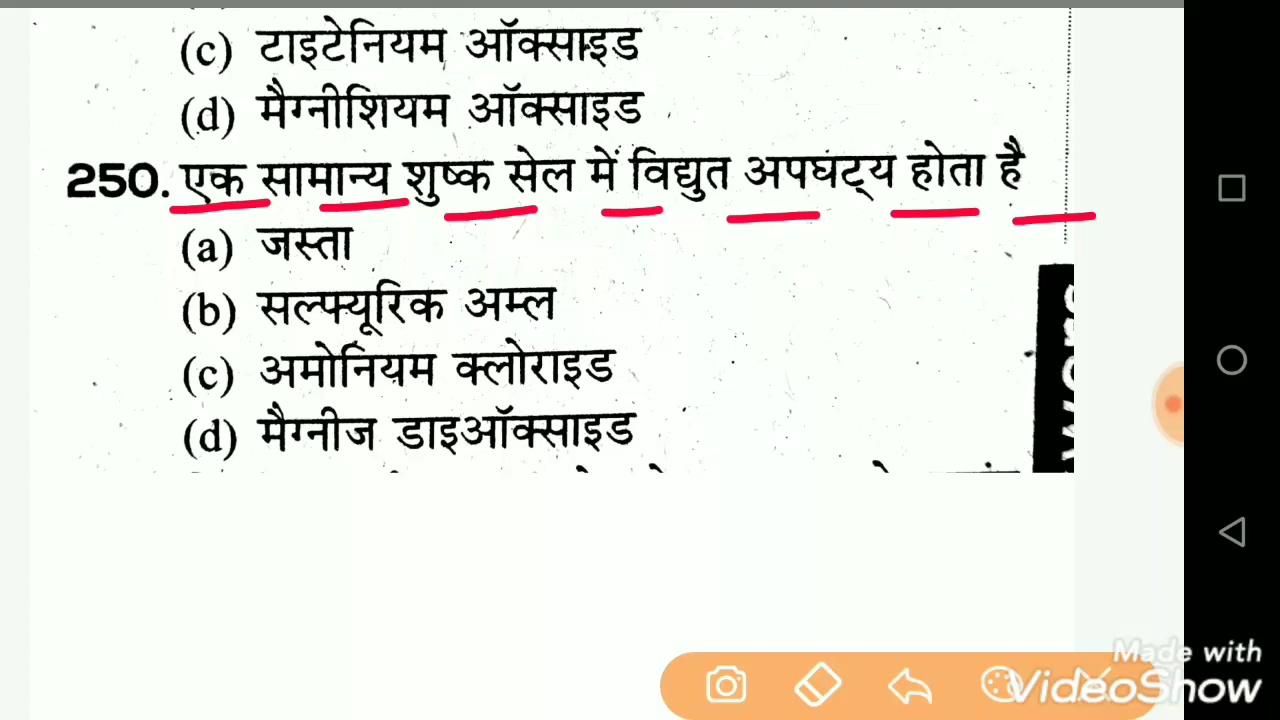 (c) टाइटेनियम ऑक्साइड
(d) मैग्नीशियम ऑक्साइड
250. एक सामान्य शुष्क सेल में विद्युत अपघट्य होता है
(a) जस्ता
(b) सल्फ्यूरिक अम्ल
(c) अमोनियम क्लोराइड
(d) मैग्नीज डाइऑक्साइड
Made with
VideoShow